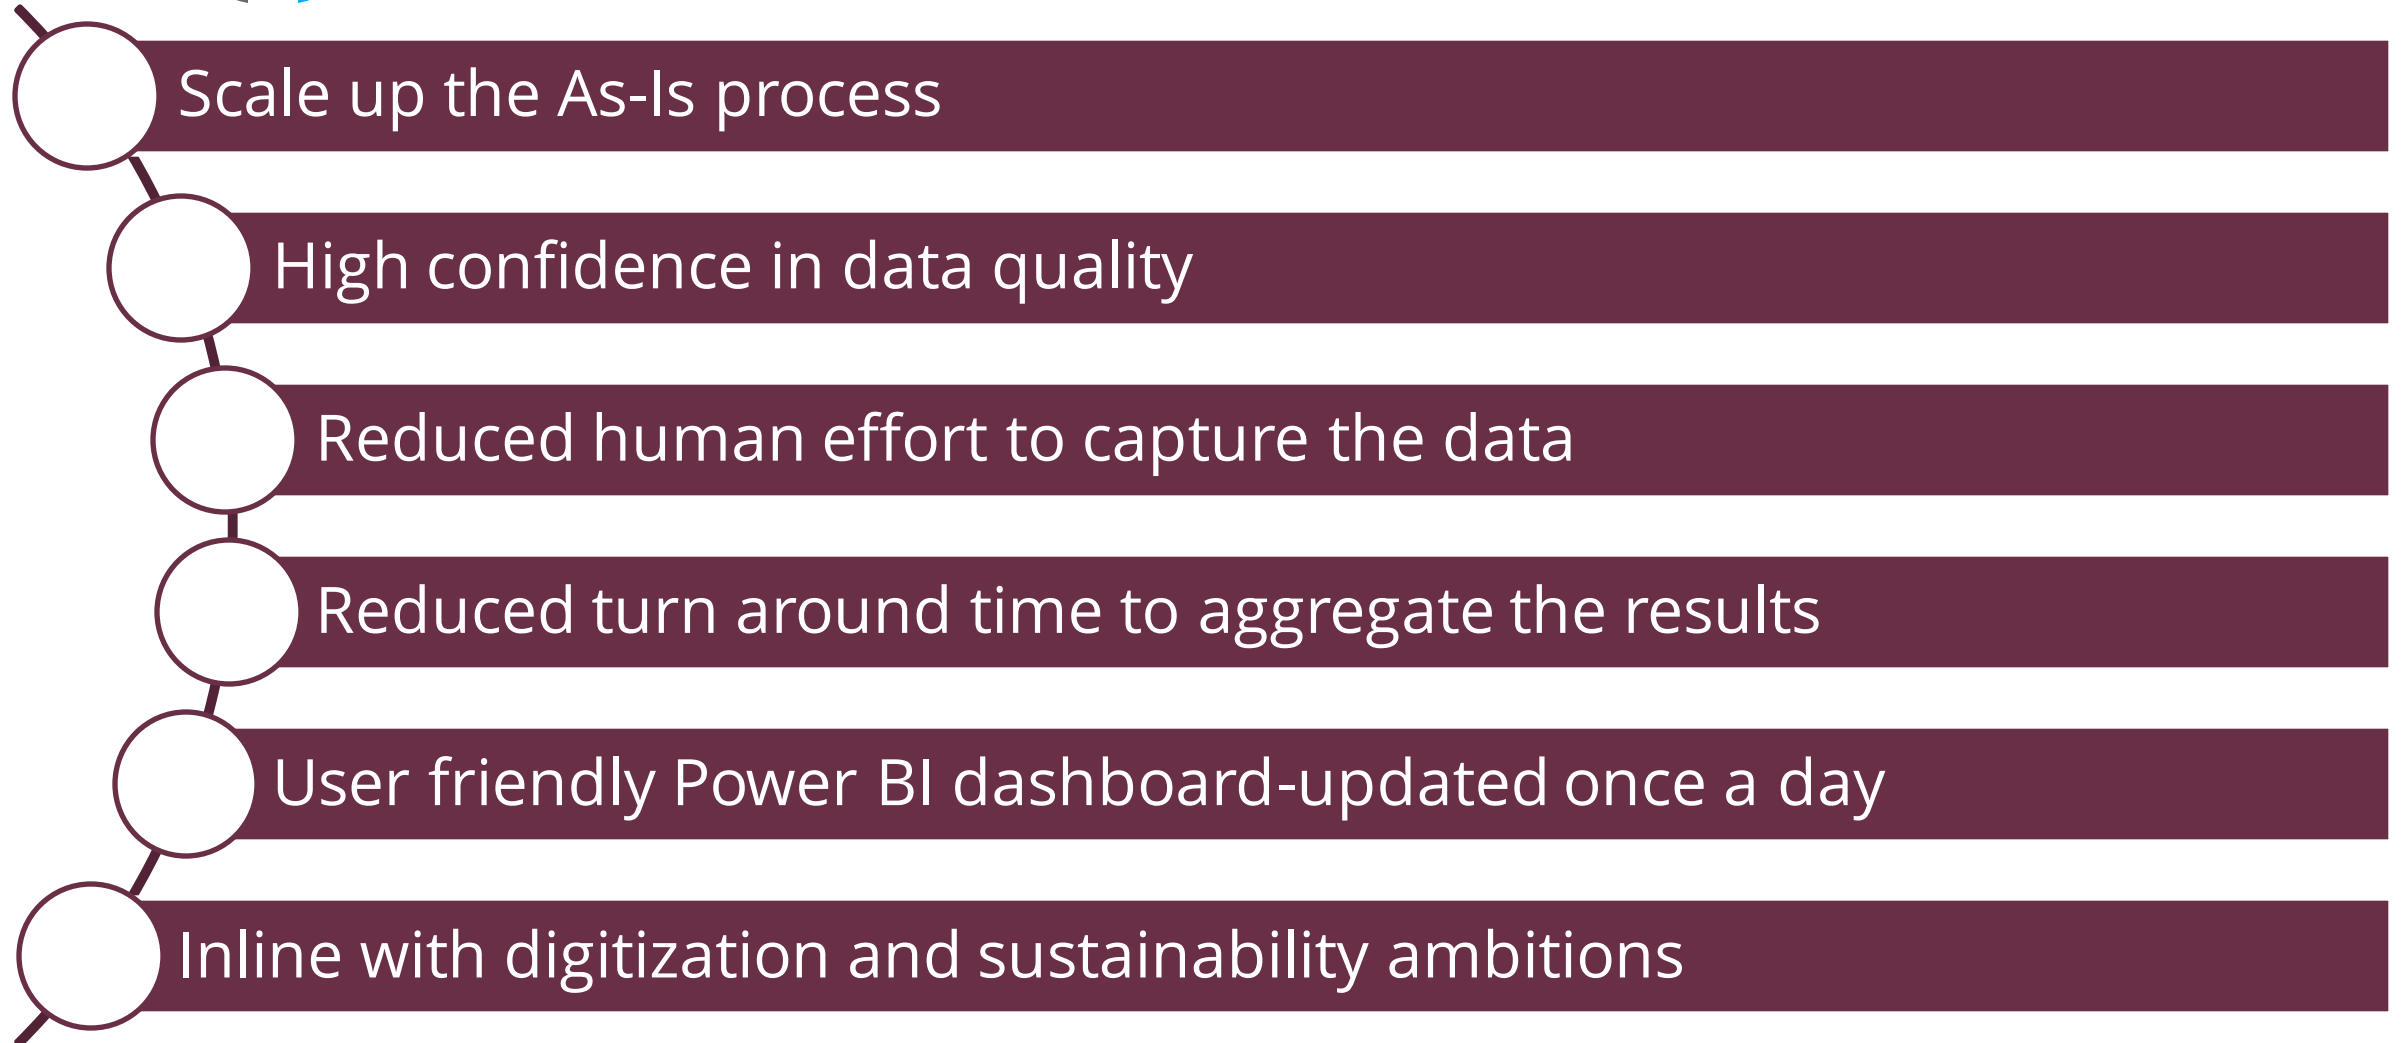 Scale up the As-Is process
High confidence in data quality
Reduced human effort to capture the data
Reduced turn around time to aggregate the results
User friendly Power BI dashboard-updated once a day
Inline with digitization and sustainability ambitions